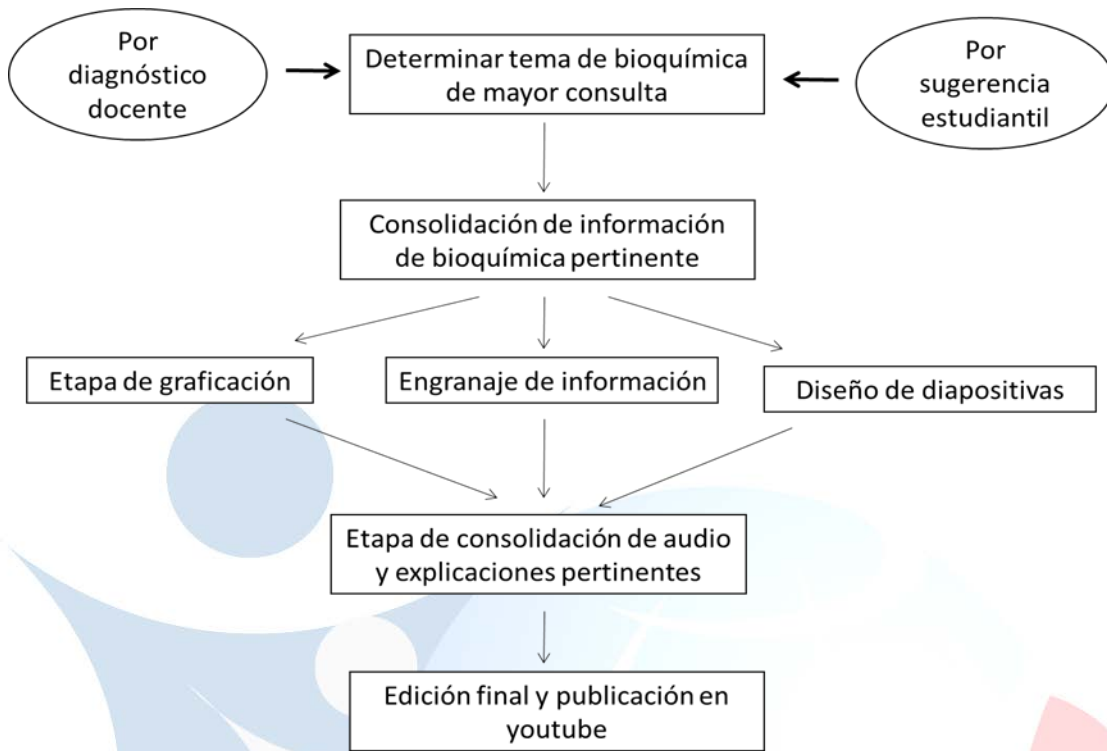 Por
diagnóstico
docente
Determinar tema de bioquímica
de mayor consulta
Por
sugerencia
estudiantil
Consolidación de información
de bioquímica pertinente
Etapa de graficación
Engranaje de información
Diseño de diapositivas
Etapa de consolidación de audio
y explicaciones pertinentes
Edición final y publicación en
youtube